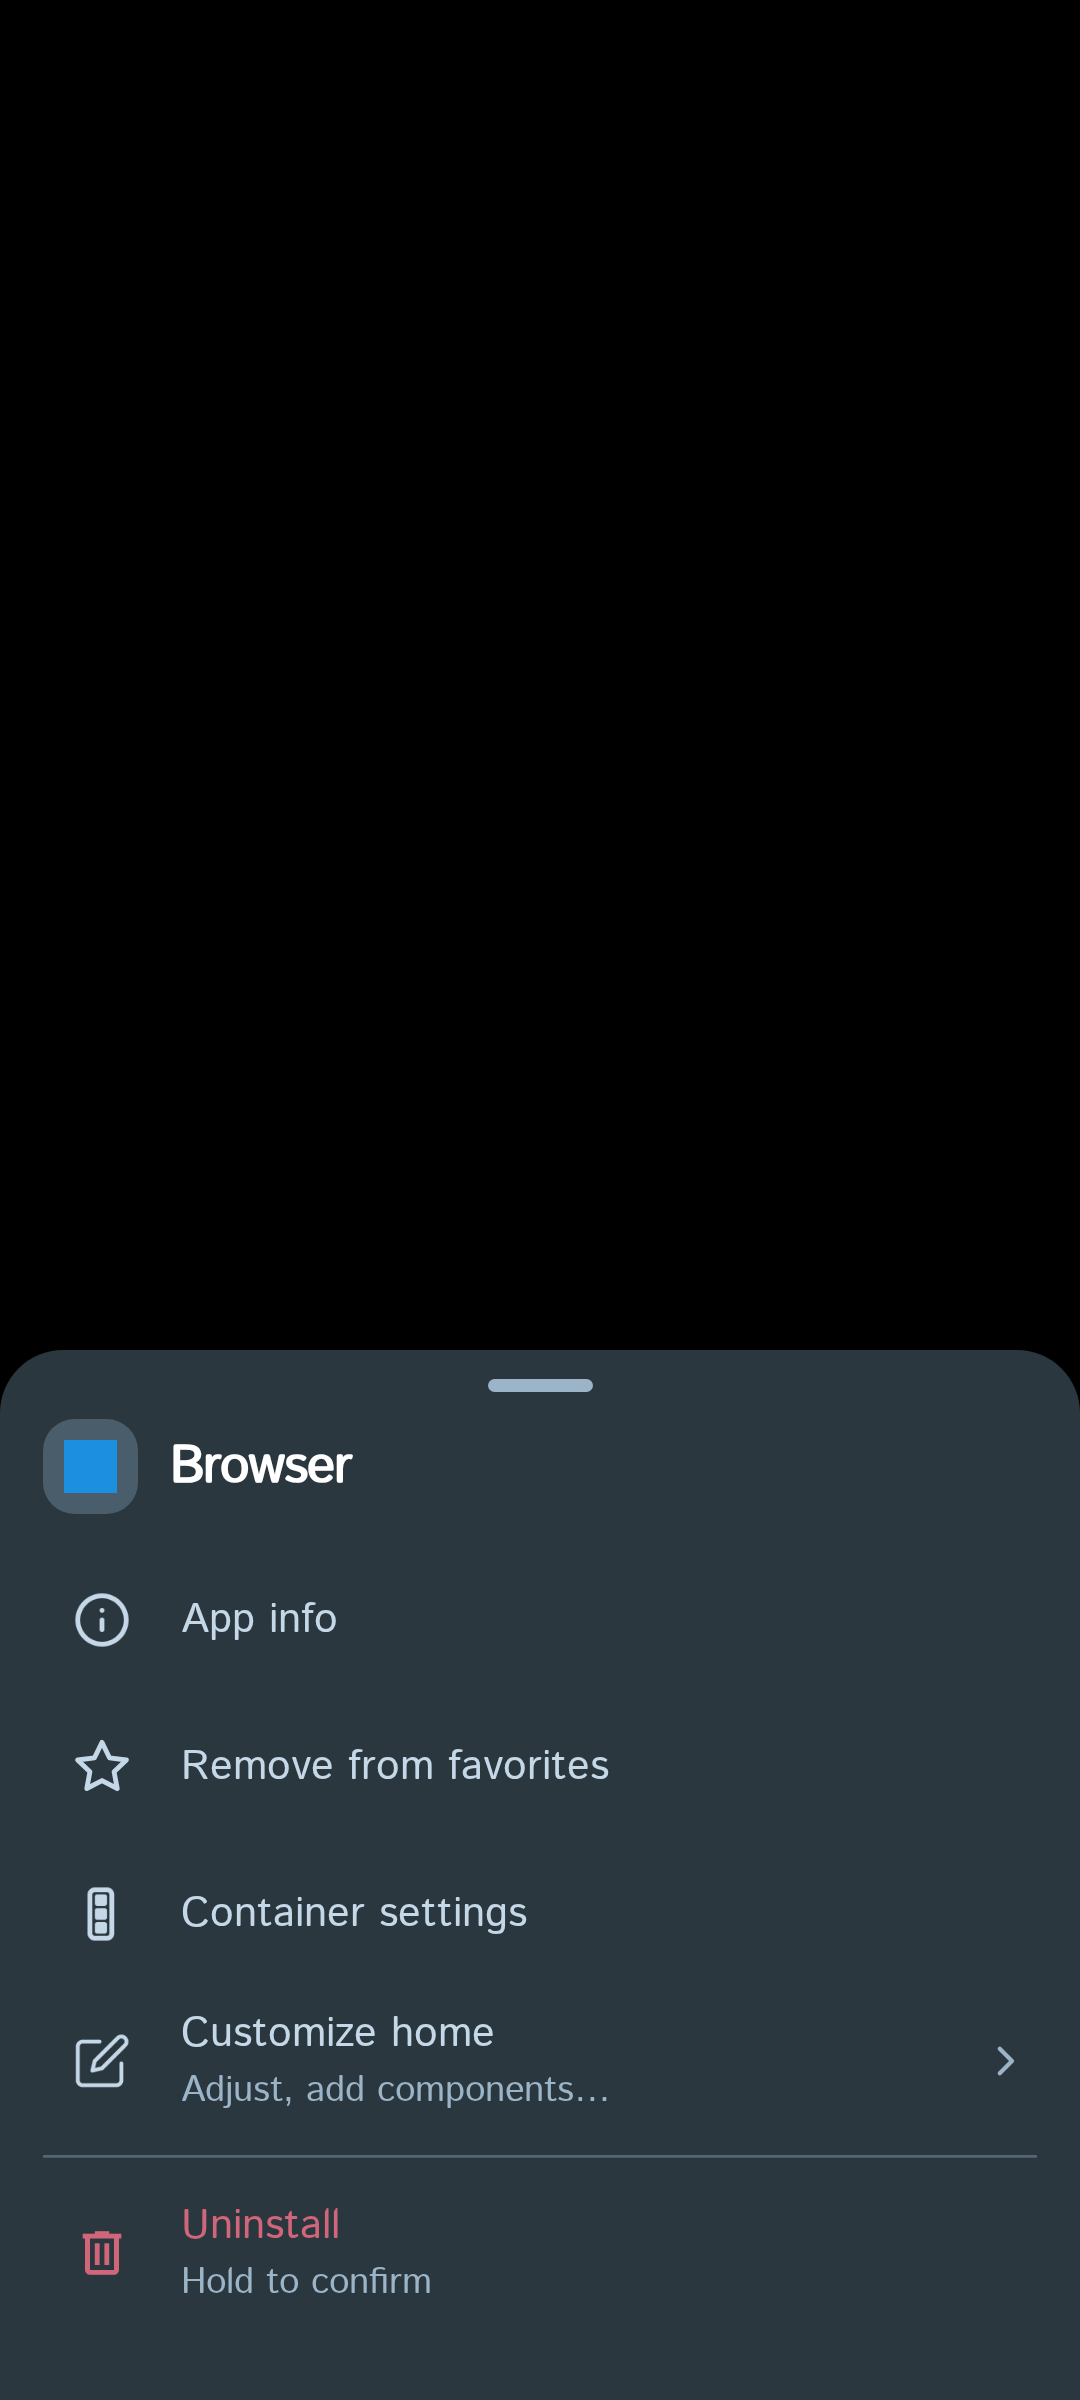 Browser
App info
Remove from favorites
Container settings
Customize home
Adjust, add components...
Uninstall
Hold to confirm